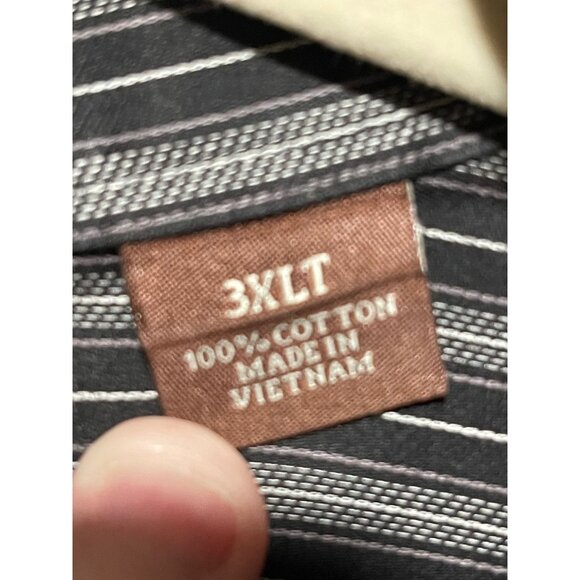 3XLT
100% COTTON
MADE IN
VIETNAM